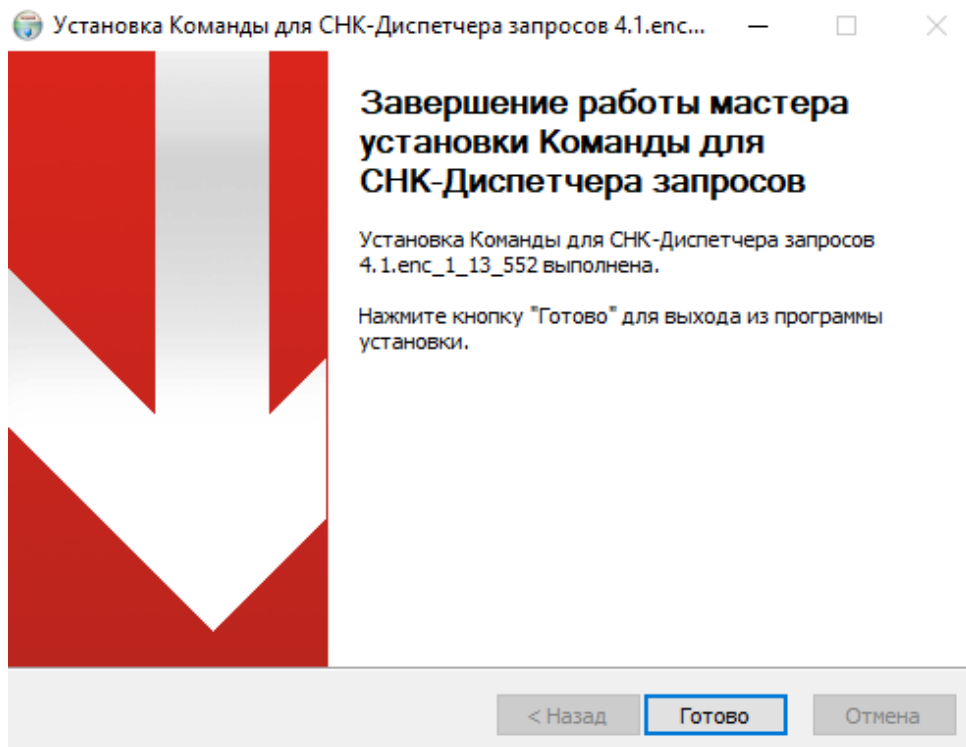 Установка Команды для СНК-Диспетчера запросов 4.1.enc...
Завершение работы мастера
установки Команды для
СНК-Диспетчера запросов
Установка Команды для СНК-Диспетчера запросов
4.1.enc_1_13_552 выполнена.
Нажмите кнопку "Готово" для выхода из программы
установки.
< Назад Готово Отмена